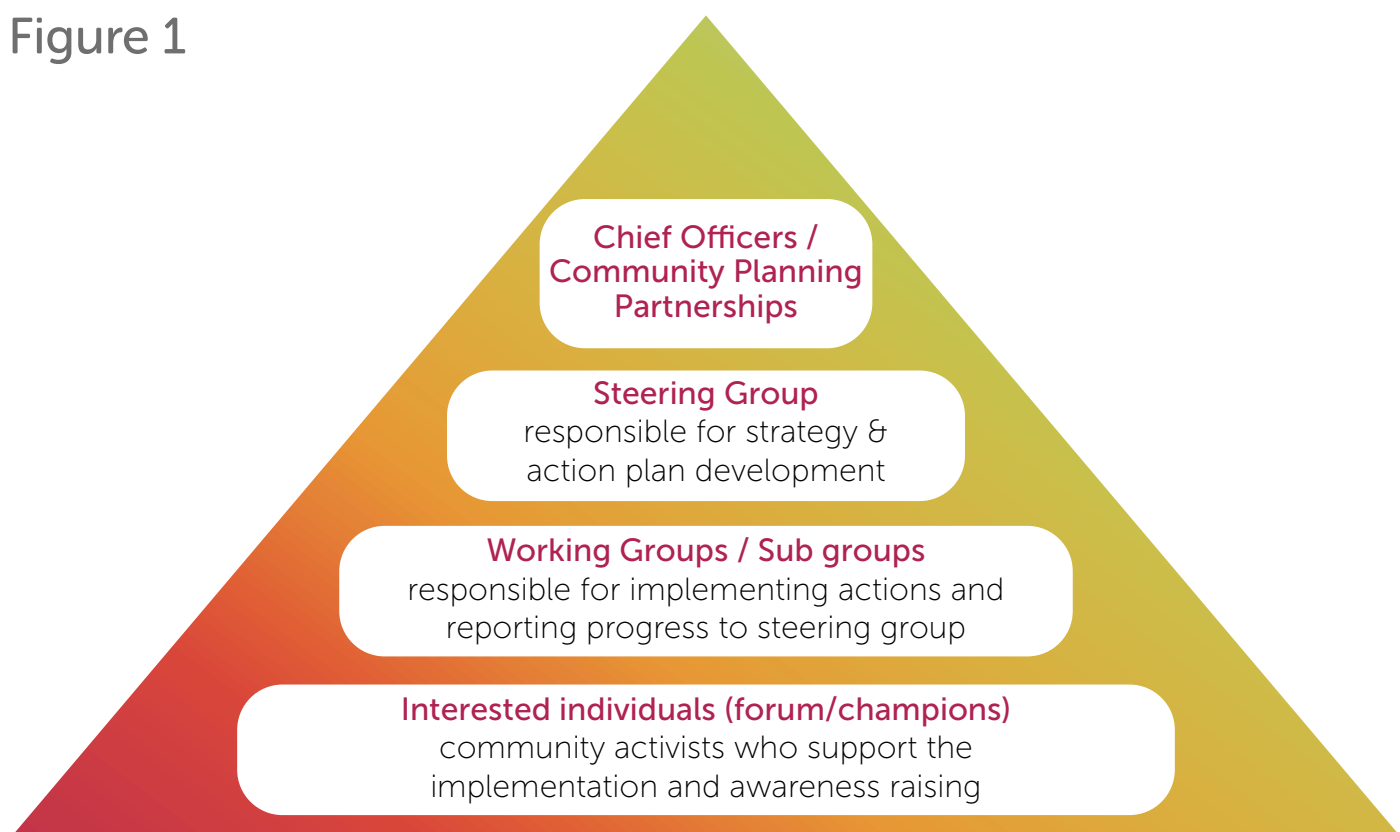 Figure 1
Chief Officers /
Community Planning
Partnerships
Steering Group
responsible for strategy &
action plan development
Working Groups / Sub groups
responsible for implementing actions and
reporting progress to steering group
Interested individuals (forum/champions)
community activists who support the
implementation and awareness raising